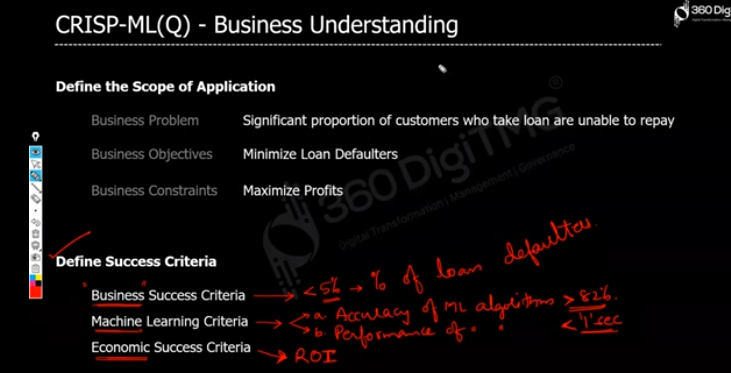 CRISP-ML(Q) - Business Understanding
360 Dig
Define the Scope of Application
Business Problem Significant proportion of customers who take loan are unable to repay
Business Objectives Minimize Loan Defaulters
Business Constraints Maximize Profits
360 DigiTMG ®
Digital Transformation | Management | Governance
Define Success Criteria
"Business" Success Criteria → < 5% → % of loan defaulters.
Machine Learning Criteria → a. Accuracy of ML algorithms > 82%.
b. Performance of " " < '1' sec
Economic Success Criteria → ROI